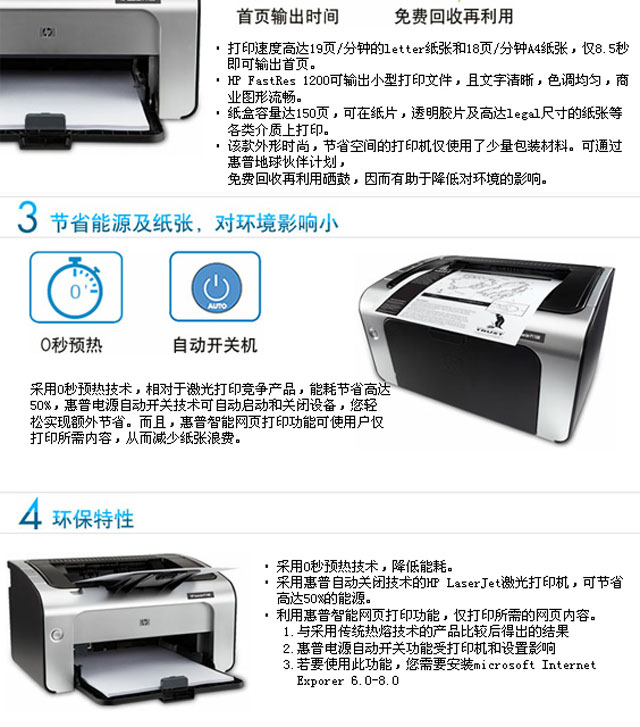 首页输出时间
免费回收再利用
· 打印速度高达19页/分钟的letter纸张和18页/分钟A4纸张，仅8.5秒
即可输出首页。
· HP FastRes 1200可输出小型打印文件，且文字清晰，色调均匀，商
业图形流畅。
· 纸盒容量达150页，可在纸片，透明胶片及高达legal尺寸的纸张等
各类介质上打印。
· 该款外形时尚，节省空间的打印机仅使用了少量包装材料。可通过
惠普地球伙伴计划，
免费回收再利用硒鼓，因而有助于降低对环境的影响。
3 节省能源及纸张，对环境影响小
0'
AUTO
0秒预热
自动开关机
TRUST
采用0秒预热技术，相对于激光打印竞争产品，能耗节省高达
50%，惠普电源自动开关技术可自动启动和关闭设备，您轻
松实现额外节省。而且，惠普智能网页打印功能可使用户仅
打印所需内容，从而减少纸张浪费。
4 环保特性
hp
· 采用0秒预热技术，降低能耗。
· 采用惠普自动关闭技术的HP LaserJet激光打印机，可节省
高达50%的能源。
· 利用惠普智能网页打印功能，仅打印所需的网页内容。
1. 与采用传统热熔技术的产品比较后得出的结果
2. 惠普电源自动开关功能受打印机和设置影响
3. 若要使用此功能，您需要安装microsoft Internet
Exporer 6.0-8.0